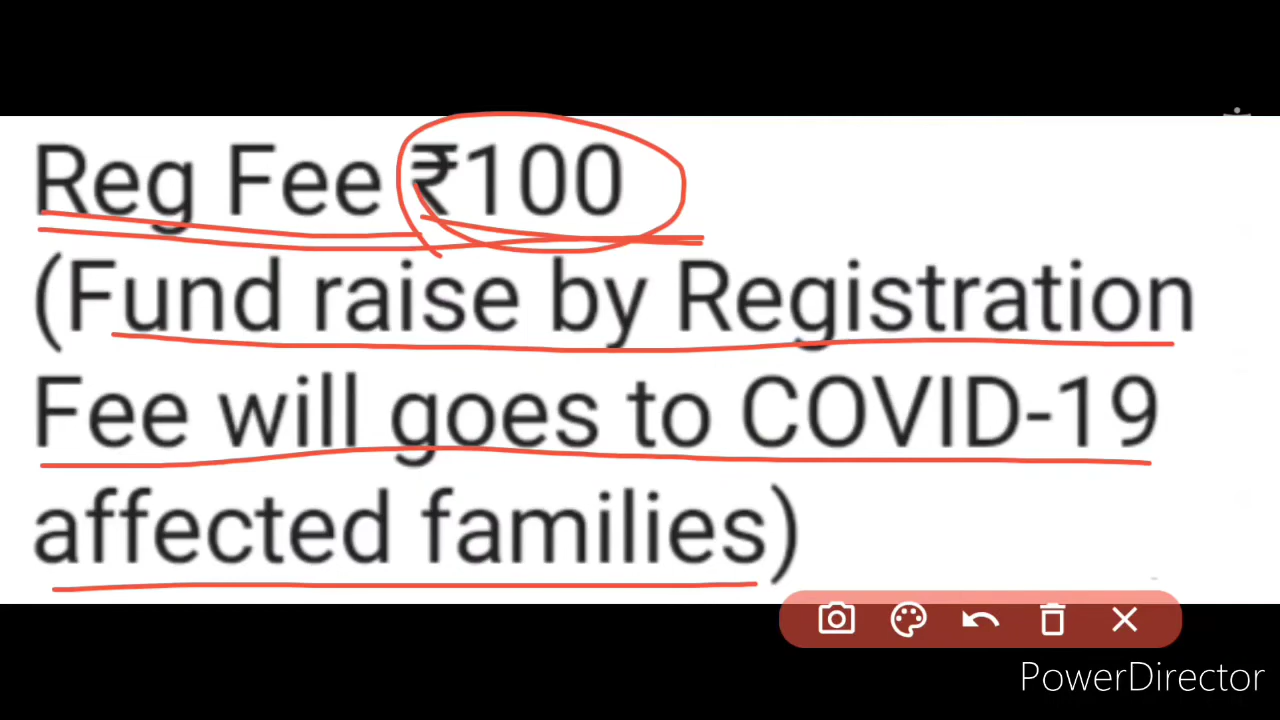 Reg Fee ₹100
(Fund raise by Registration
Fee will goes to COVID-19
affected families)
PowerDirector